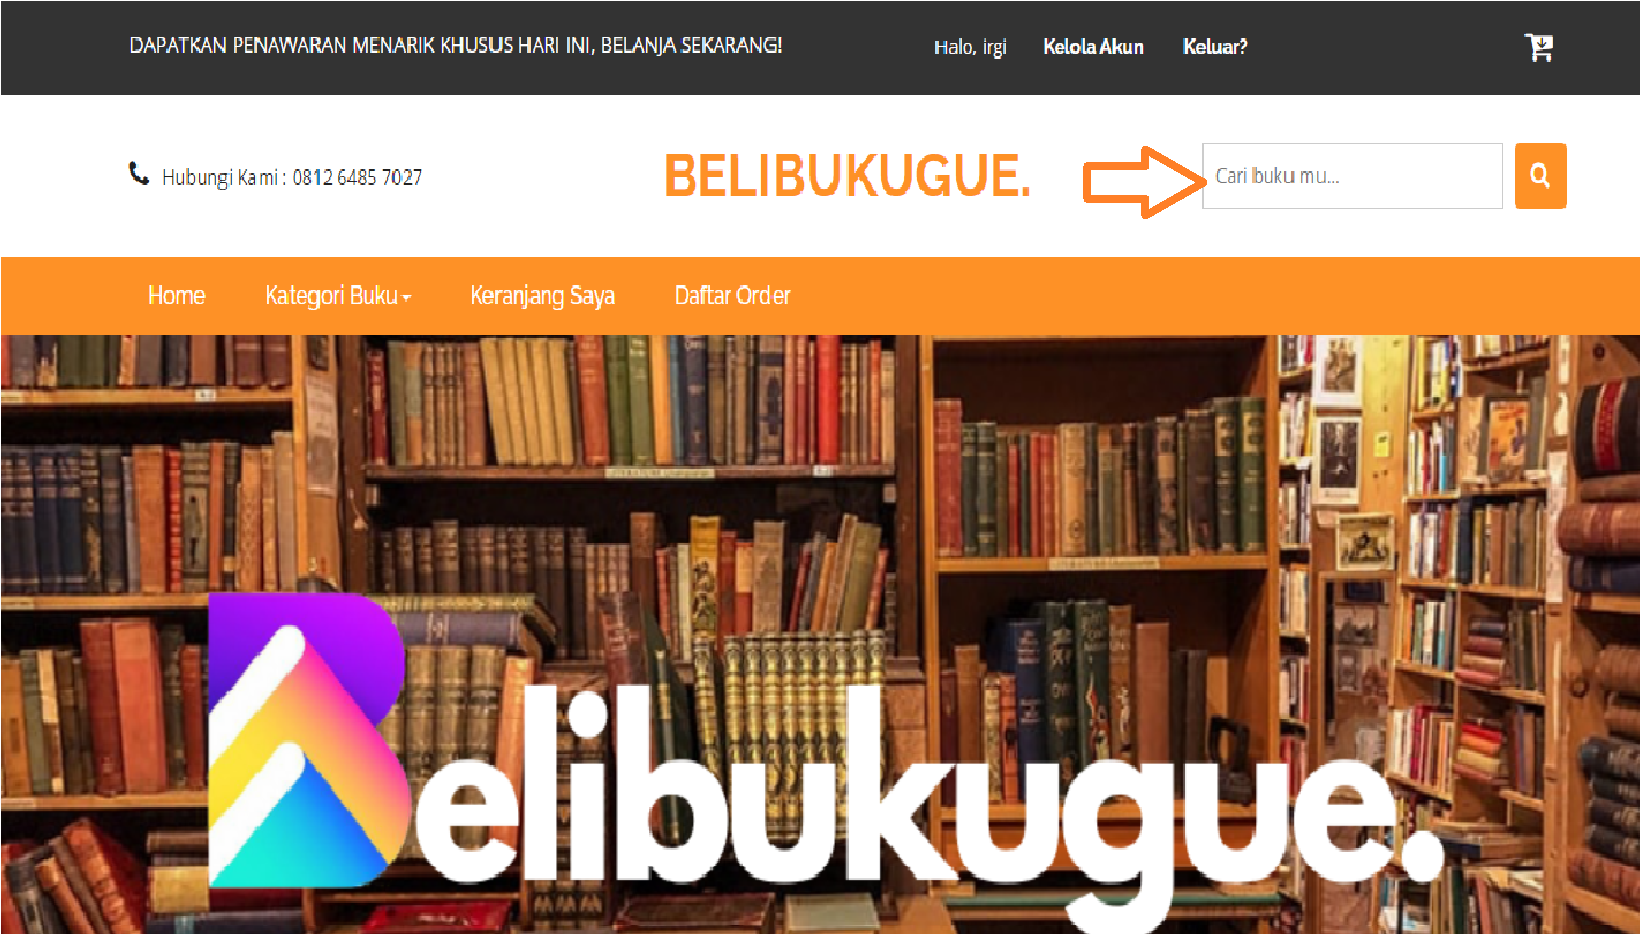 DAPATKAN PENAWARAN MENARIK KHUSUS HARI INI, BELANJA SEKARANG!
Halo, irgi
Kelola Akun
Keluar?
Hubungi Kami : 0812 6485 7027
BELIBUKUGUE.
Cari buku mu...
Home
Kategori Buku
Keranjang Saya
Daftar Order
Belibukugue.